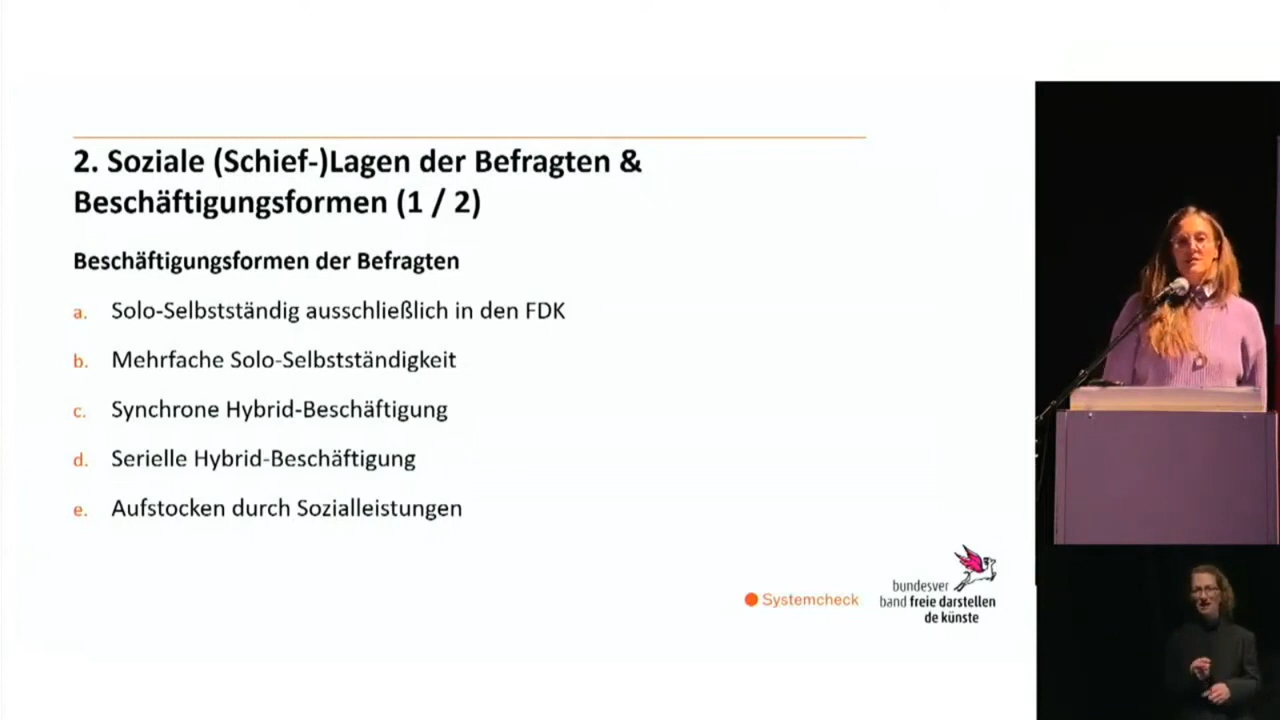 2. Soziale (Schief-)Lagen der Befragten &
Beschäftigungsformen (1 / 2)
Beschäftigungsformen der Befragten
a. Solo-Selbstständig ausschließlich in den FDK
b. Mehrfache Solo-Selbstständigkeit
c. Synchrone Hybrid-Beschäftigung
d. Serielle Hybrid-Beschäftigung
e. Aufstocken durch Sozialleistungen
Systemcheck
bundesver
band freie darstellen
de künste